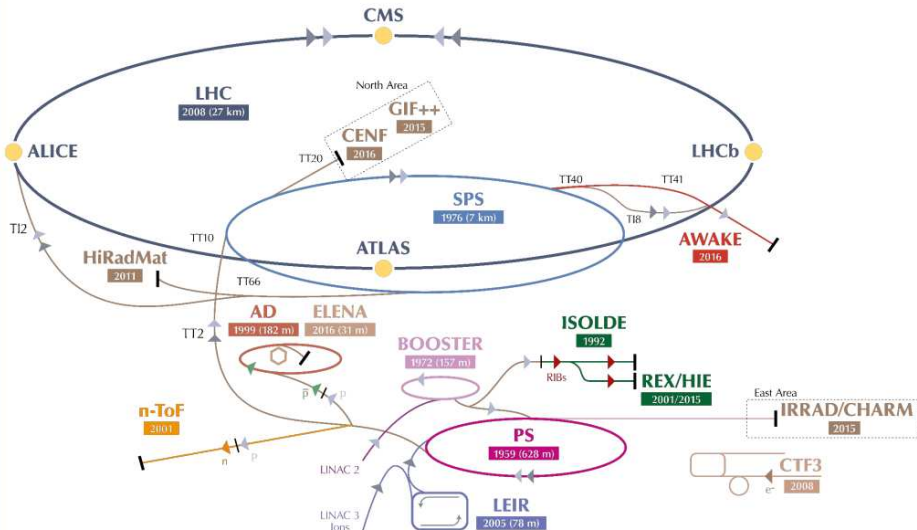 CMS
LHC
2008 (27 km)
North Area
GIF++
2015
CENF
2016
TT20
ALICE
LHCb
TT40
TT41
SPS
1976 (7 km)
TI8
TI2
TT10
ATLAS
AWAKE
2016
HiRadMat
2011
TT66
AD
1999 (182 m)
ELENA
2016 (31 m)
TT2
BOOSTER
1972 (157 m)
ISOLDE
1992
RIBs
REX/HIE
2001/2015
p̄
p
East Area
IRRAD/CHARM
2015
n-ToF
2001
n
p
PS
1959 (628 m)
LINAC 2
CTF3
2008
e-
LINAC 3
Ions
LEIR
2005 (78 m)